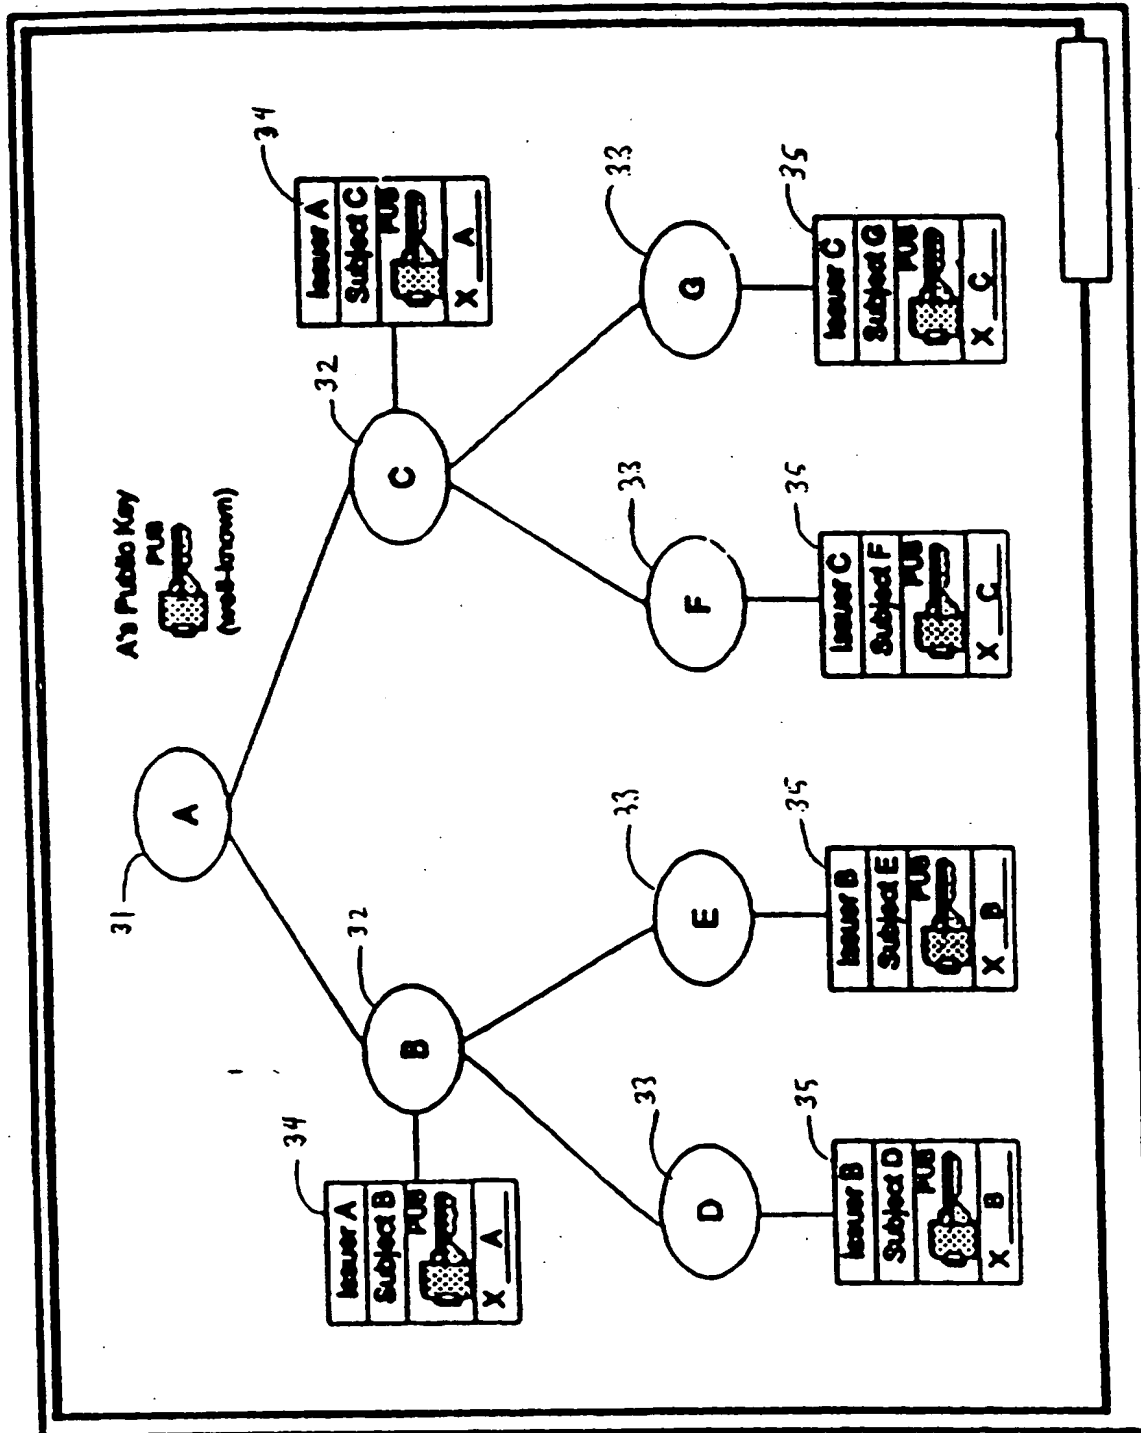 31
A
A's Public Key
PUB
(well-known)
34
Issuer A
Subject B
PUB
X A
32
B
32
C
34
Issuer A
Subject C
PUB
X A
33
D
33
E
33
F
33
G
35
Issuer B
Subject D
PUB
X B
35
Issuer B
Subject E
PUB
X B
35
Issuer C
Subject F
PUB
X C
35
Issuer C
Subject G
PUB
X C